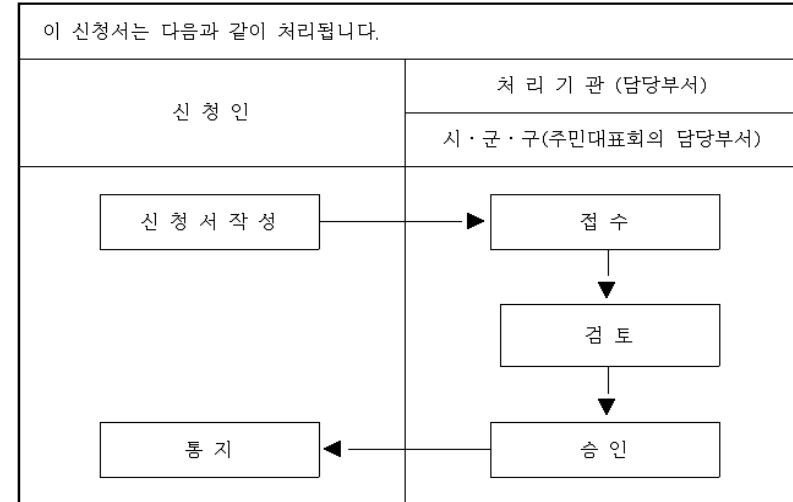 이 신청서는 다음과 같이 처리됩니다.
신 청 인
처 리 기 관 (담당부서)
시·군·구(주민대표회의 담당부서)
신 청 서 작 성
접 수
검 토
통 지
승 인